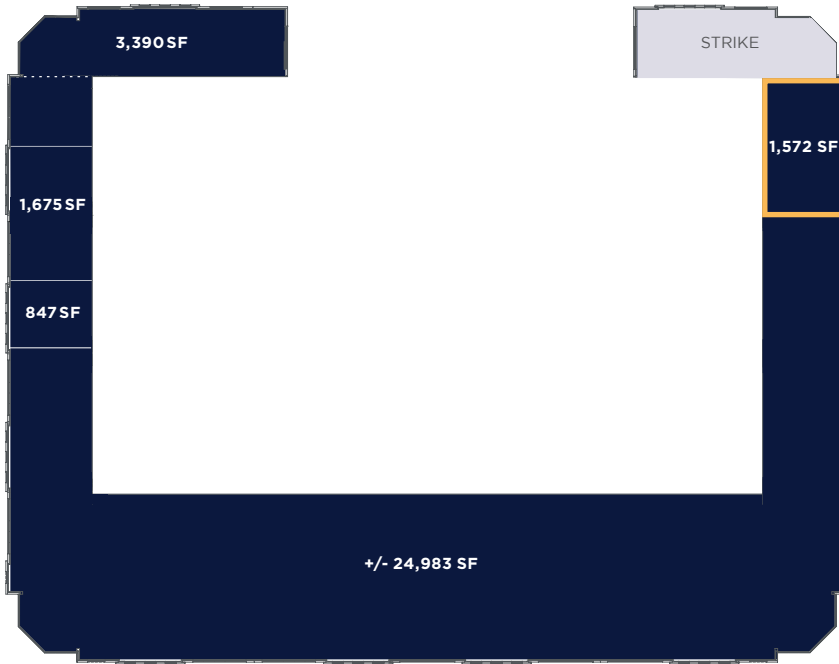 3,390 SF
STRIKE
1,572 SF
1,675 SF
847 SF
+/- 24,983 SF